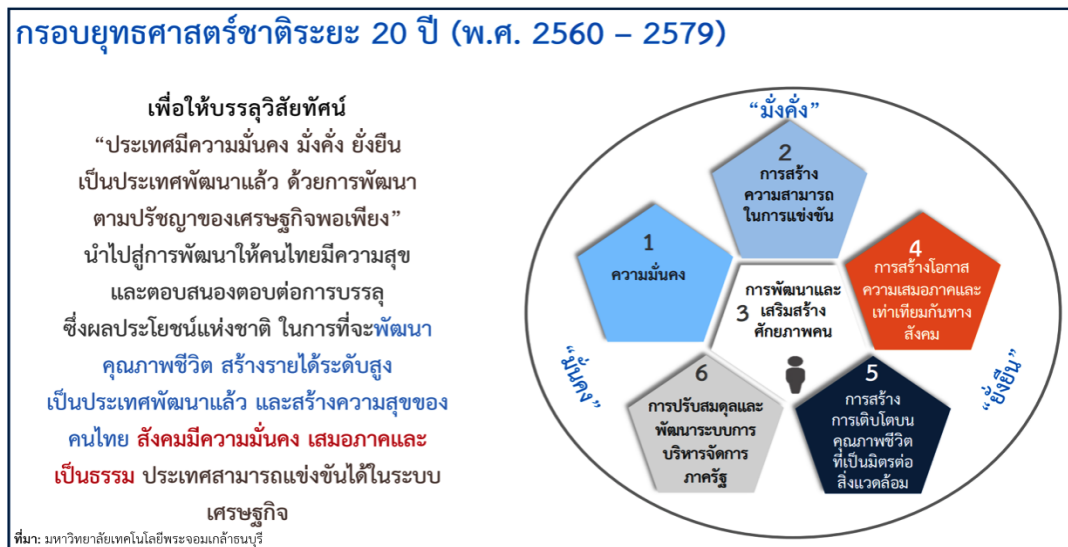 กรอบยุทธศาสตร์ชาติระยะ 20 ปี (พ.ศ. 2560 – 2579)
เพื่อให้บรรลุวิสัยทัศน์
“ประเทศมีความมั่นคง มั่งคั่ง ยั่งยืน
เป็นประเทศพัฒนาแล้ว ด้วยการพัฒนา
ตามปรัชญาของเศรษฐกิจพอเพียง”
นำไปสู่การพัฒนาให้คนไทยมีความสุข
และตอบสนองตอบต่อการบรรลุ
ซึ่งผลประโยชน์แห่งชาติ ในการที่จะพัฒนา
คุณภาพชีวิต สร้างรายได้ระดับสูง
เป็นประเทศพัฒนาแล้ว และสร้างความสุขของ
คนไทย สังคมมีความมั่นคง เสมอภาคและ
เป็นธรรม ประเทศสามารถแข่งขันได้ในระบบ
เศรษฐกิจ
ที่มา: มหาวิทยาลัยเทคโนโลยีพระจอมเกล้าธนบุรี
“มั่งคั่ง”
“มั่นคง”
“ยั่งยืน”
1
ความมั่นคง
2
การสร้าง
ความสามารถ
ในการแข่งขัน
3
การพัฒนาและ
เสริมสร้าง
ศักยภาพคน
4
การสร้างโอกาส
ความเสมอภาคและ
เท่าเทียมกันทาง
สังคม
5
การสร้าง
การเติบโตบน
คุณภาพชีวิต
ที่เป็นมิตรต่อ
สิ่งแวดล้อม
6
การปรับสมดุลและ
พัฒนาระบบการ
บริหารจัดการ
ภาครัฐ